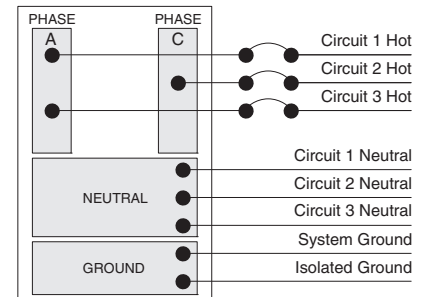 PHASE PHASE
A C
Circuit 1 Hot
Circuit 2 Hot
Circuit 3 Hot
Circuit 1 Neutral
NEUTRAL Circuit 2 Neutral
Circuit 3 Neutral
System Ground
GROUND Isolated Ground